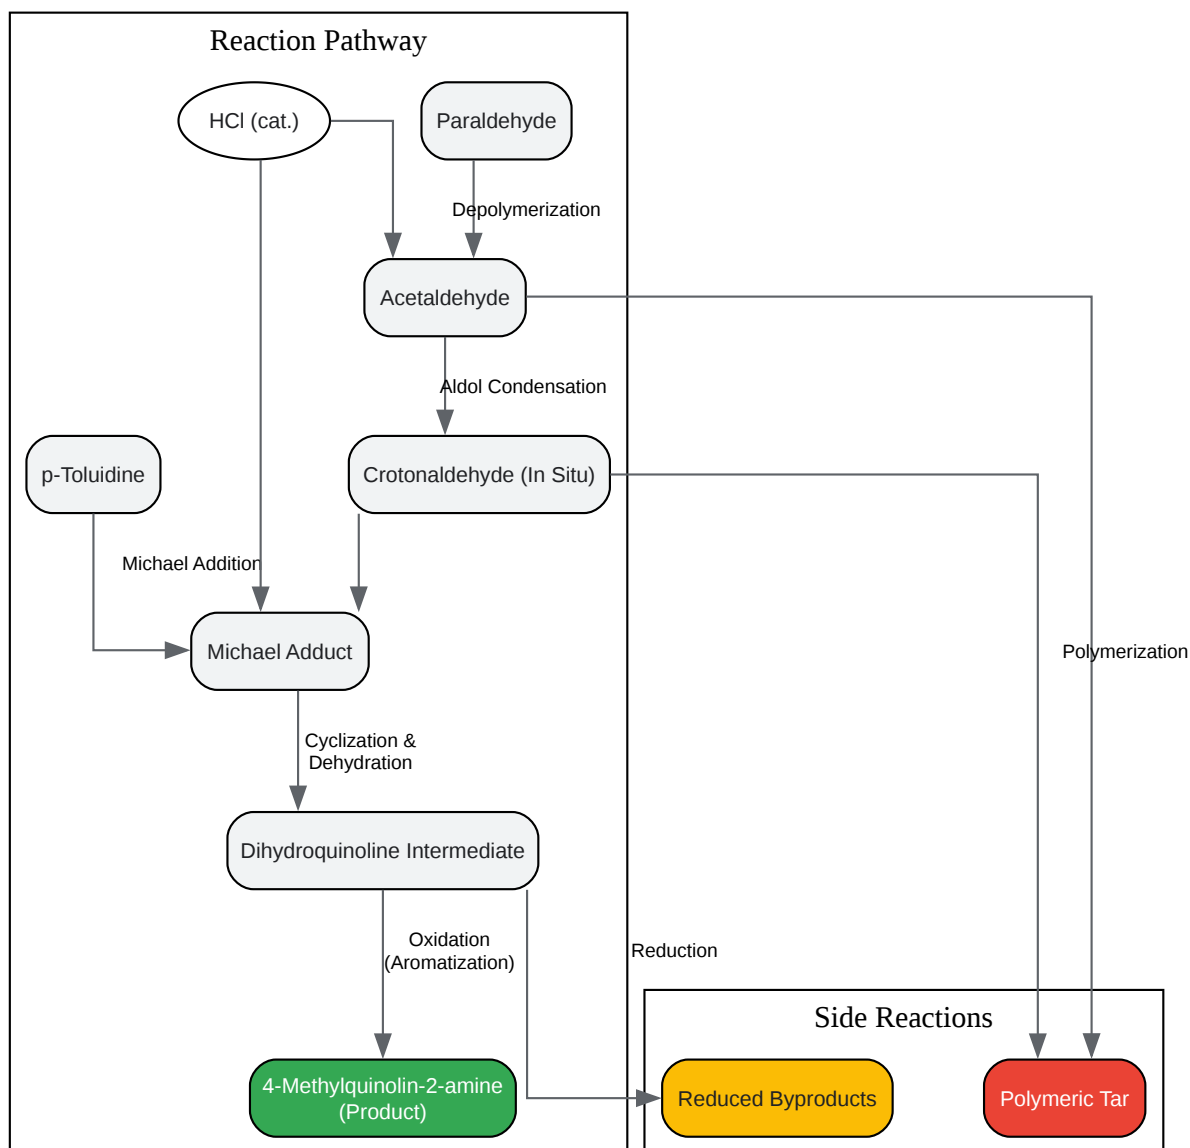 Reaction Pathway
HCl (cat.)
Paraldehyde
Depolymerization
Acetaldehyde
Aldol Condensation
p-Toluidine
Crotonaldehyde (In Situ)
Michael Addition
Michael Adduct
Polymerization
Cyclization &
Dehydration
Dihydroquinoline Intermediate
Oxidation
(Aromatization)
Reduction
Side Reactions
4-Methylquinolin-2-amine
(Product)
Reduced Byproducts
Polymeric Tar